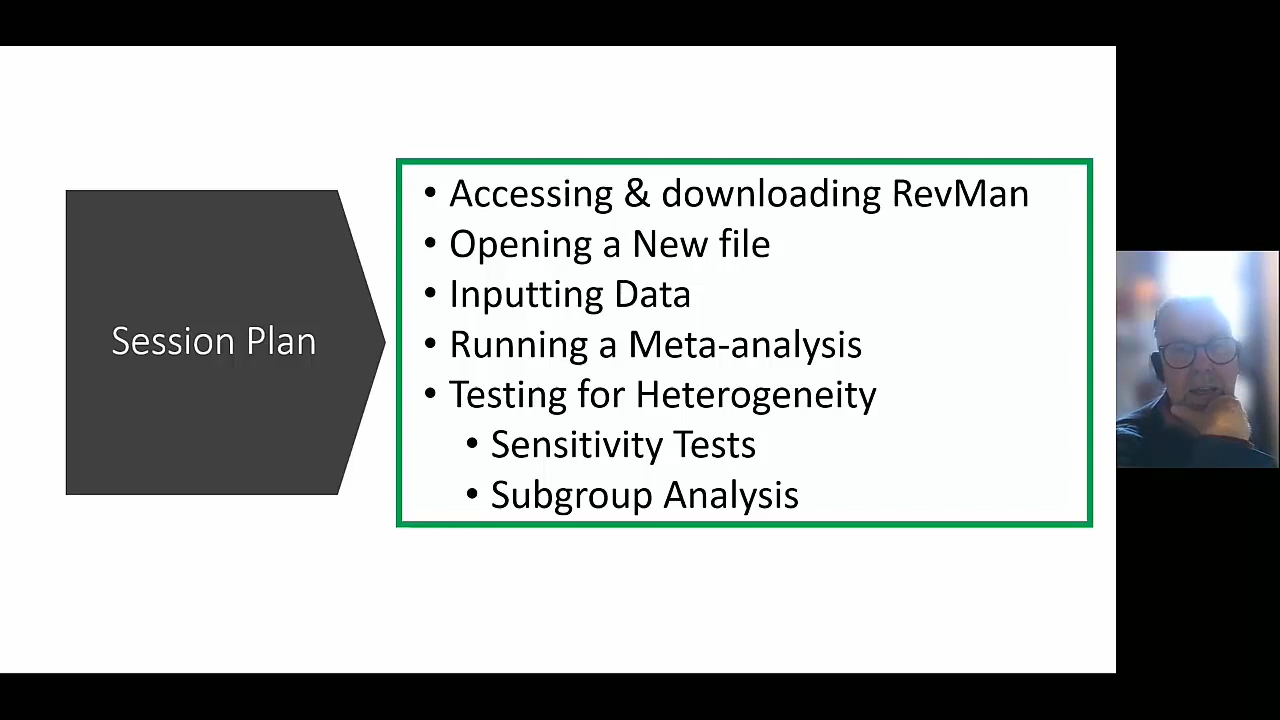 Session Plan
• Accessing & downloading RevMan
• Opening a New file
• Inputting Data
• Running a Meta-analysis
• Testing for Heterogeneity
• Sensitivity Tests
• Subgroup Analysis